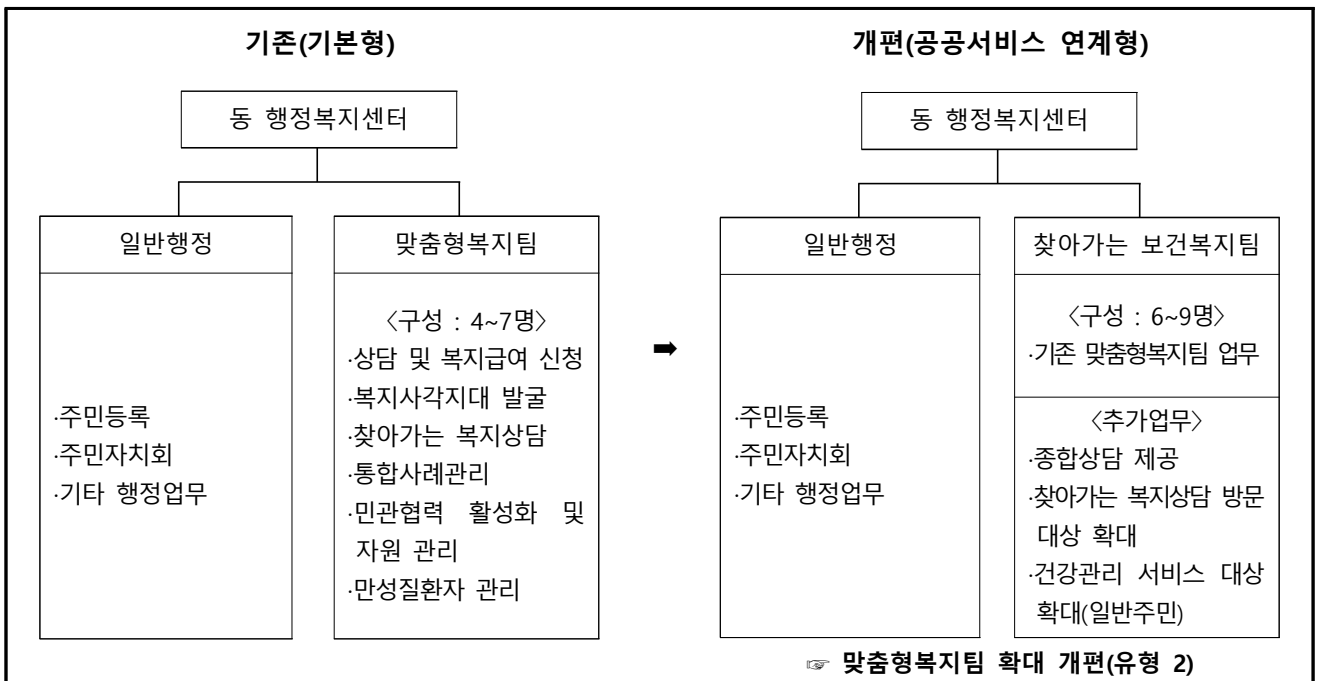 기존(기본형)
동 행정복지센터
일반행정
·주민등록
·주민자치회
·기타 행정업무
맞춤형복지팀
〈구성 : 4~7명〉
·상담 및 복지급여 신청
·복지사각지대 발굴
·찾아가는 복지상담
·통합사례관리
·민관협력 활성화 및
자원 관리
·만성질환자 관리
➡
개편(공공서비스 연계형)
동 행정복지센터
일반행정
·주민등록
·주민자치회
·기타 행정업무
찾아가는 보건복지팀
〈구성 : 6~9명〉
·기존 맞춤형복지팀 업무
〈추가업무〉
·종합상담 제공
·찾아가는 복지상담 방문
대상 확대
·건강관리 서비스 대상
확대(일반주민)
☞ 맞춤형복지팀 확대 개편(유형 2)